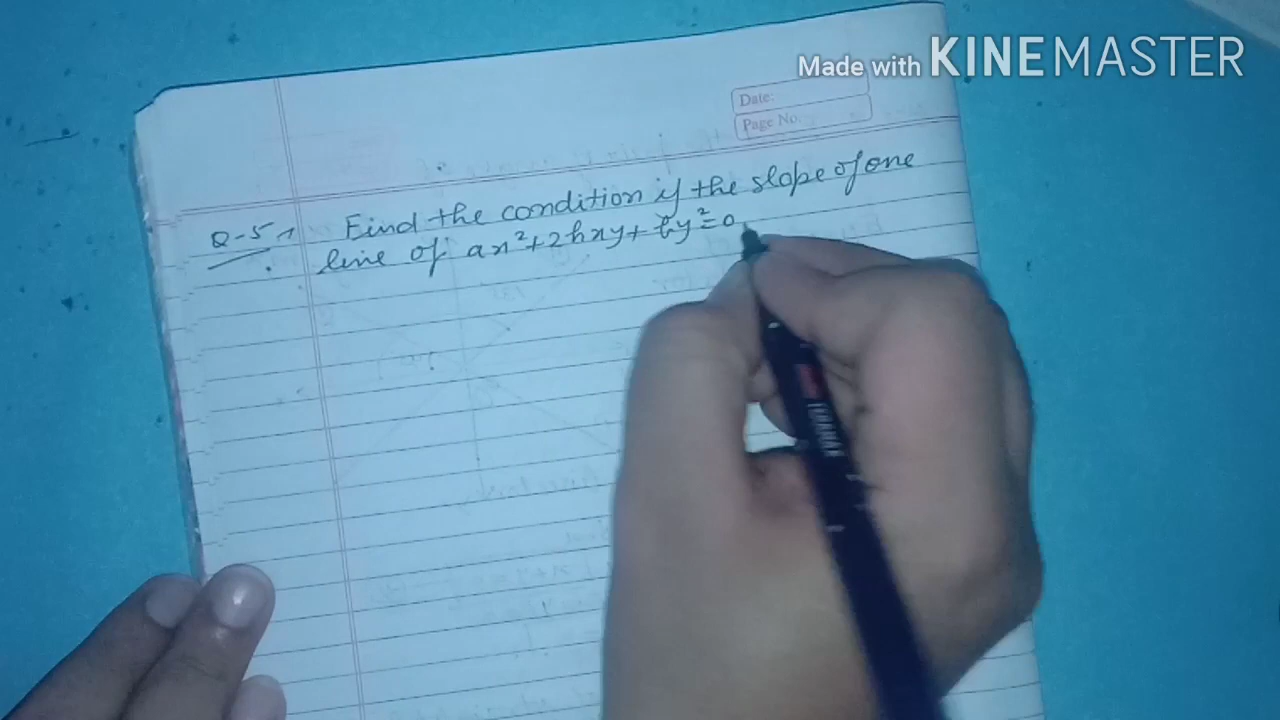 Made with KINEMASTER
Date:
Page No.
Q-5 Find the condition if the slope of one
line of ax²+2hxy+by²=0